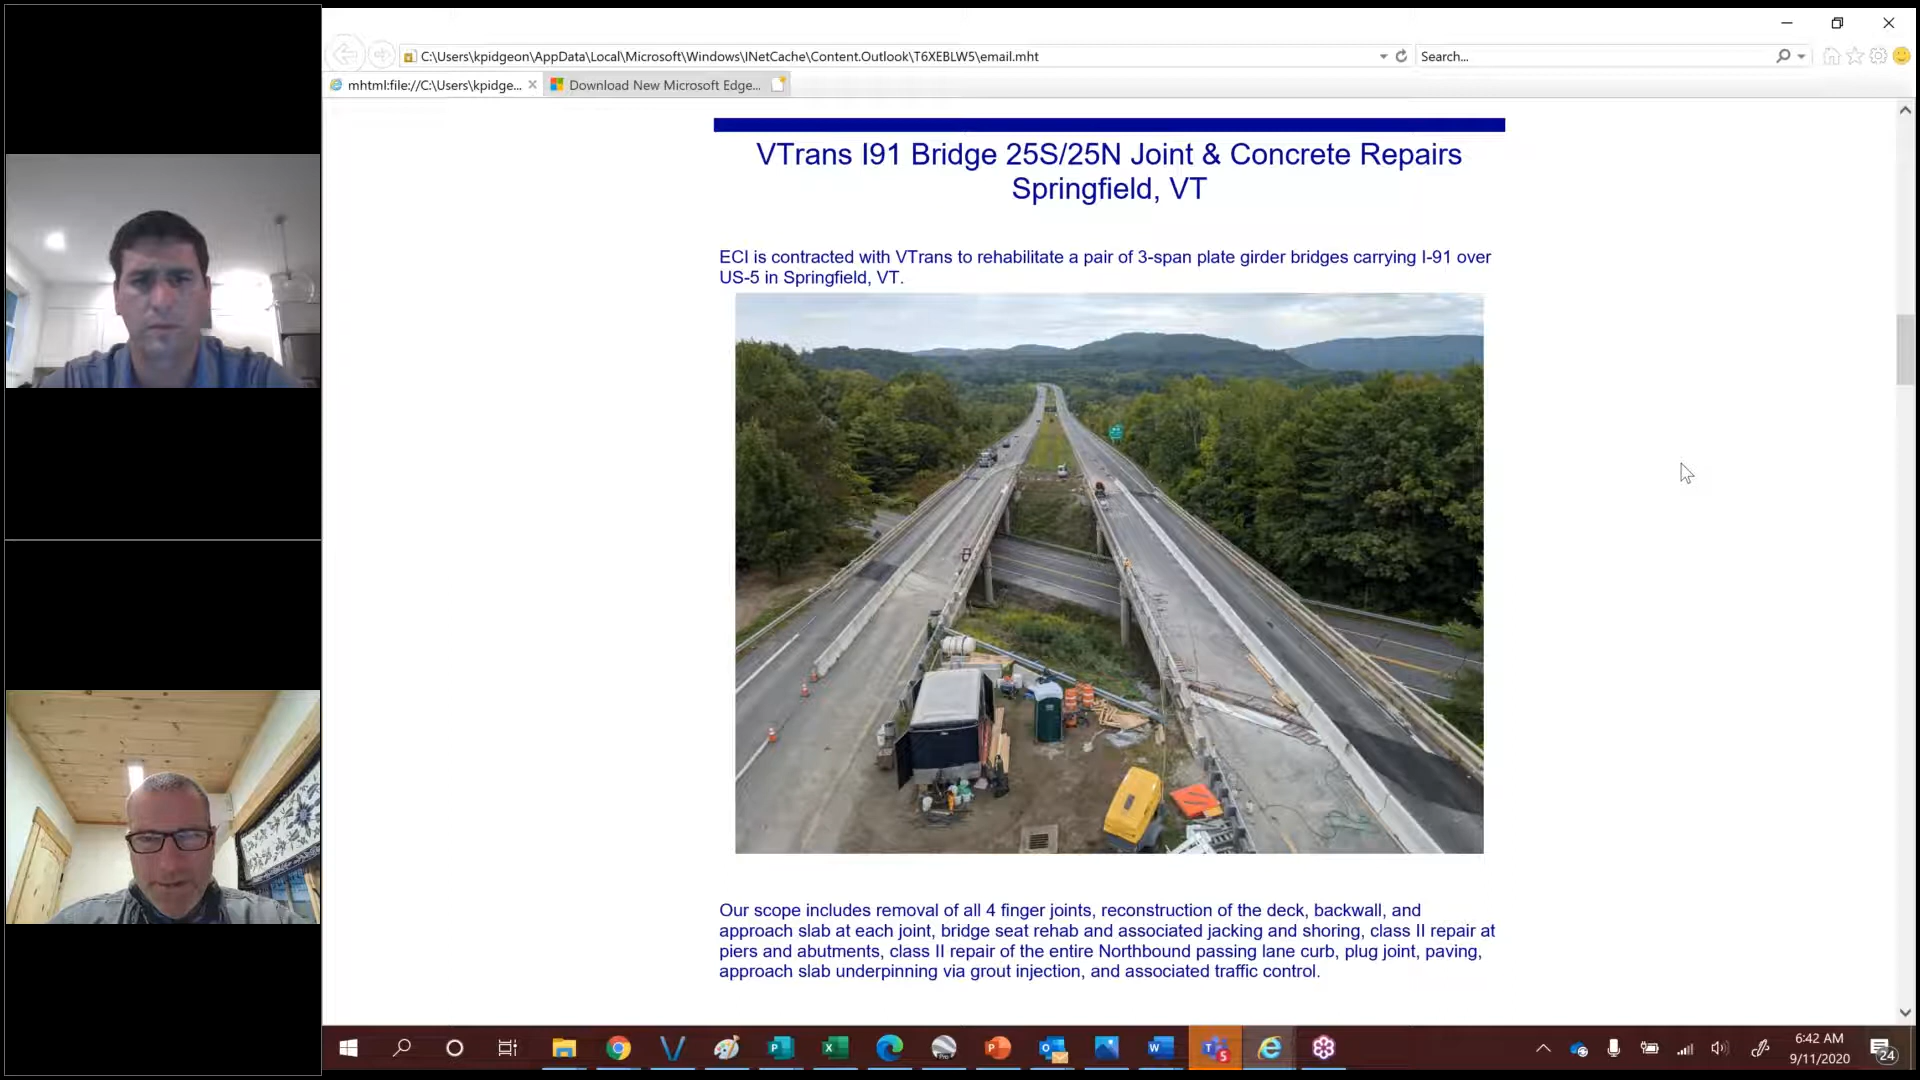 C:\Users\kpidgeon\AppData\Local\Microsoft\Windows\INetCache\Content.Outlook\T6XEBLW5\email.mht
Search...
mhtml:file://C:\Users\kpidge...
Download New Microsoft Edge...
VTrans I91 Bridge 25S/25N Joint & Concrete Repairs
Springfield, VT
ECI is contracted with VTrans to rehabilitate a pair of 3-span plate girder bridges carrying I-91 over
US-5 in Springfield, VT.
Our scope includes removal of all 4 finger joints, reconstruction of the deck, backwall, and
approach slab at each joint, bridge seat rehab and associated jacking and shoring, class II repair at
piers and abutments, class II repair of the entire Northbound passing lane curb, plug joint, paving,
approach slab underpinning via grout injection, and associated traffic control.
6:42 AM
9/11/2020
24